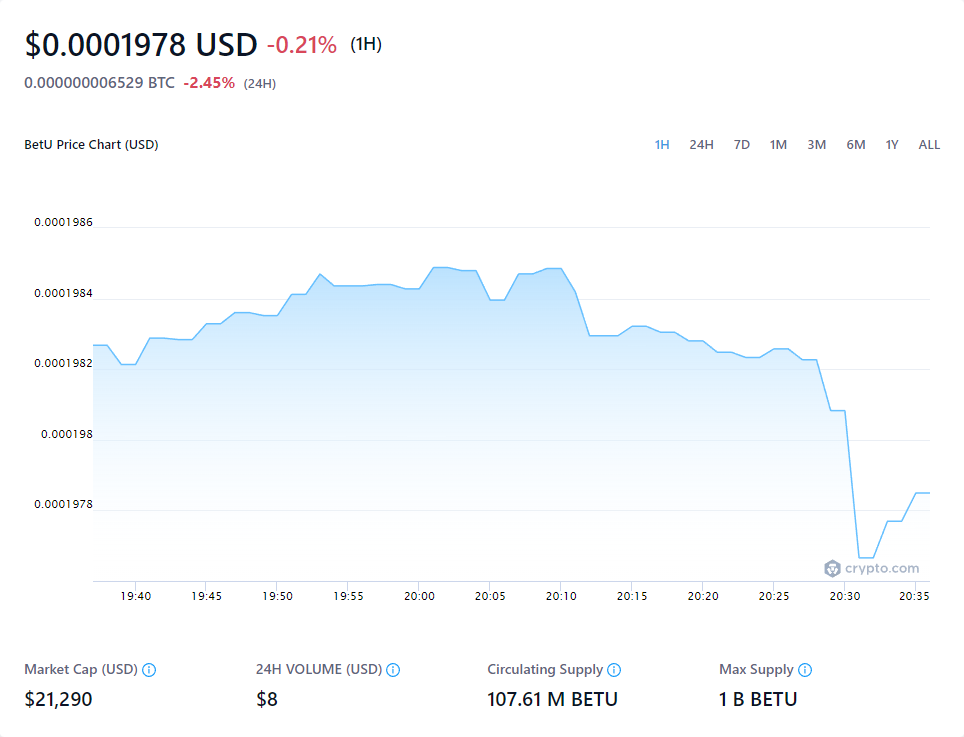 $0.0001978 USD -0.21% (1H)
0.000000006529 BTC -2.45% (24H)
BetU Price Chart (USD) 1H 24H 7D 1M 3M 6M 1Y ALL
0.0001986
0.0001984
0.0001982
0.000198
0.0001978
crypto.com
19:40 19:45 19:50 19:55 20:00 20:05 20:10 20:15 20:20 20:25 20:30 20:35
Market Cap (USD) 24H VOLUME (USD) Circulating Supply Max Supply
$21,290 $8 107.61 M BETU 1 B BETU